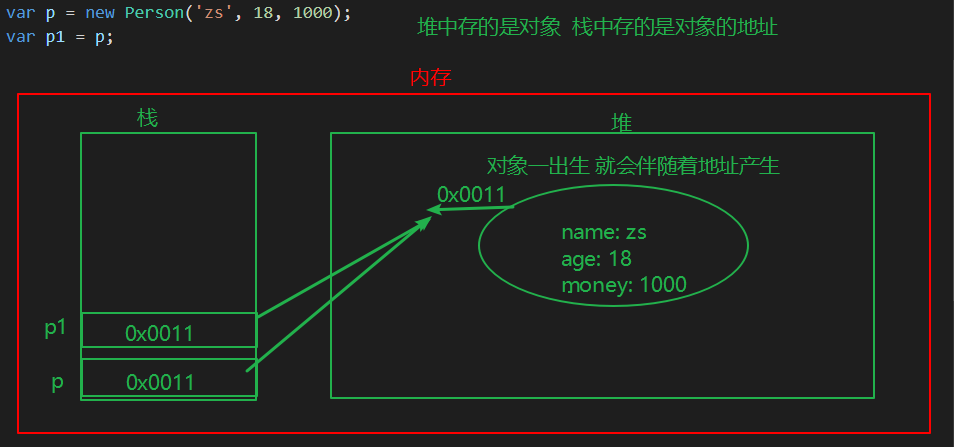 var p = new Person('zs', 18, 1000);
var p1 = p;
堆中存的是对象 栈中存的是对象的地址
内存
栈
堆
对象一出生 就会伴随着地址产生
0x0011
name: zs
age: 18
money: 1000
p1
0x0011
p
0x0011